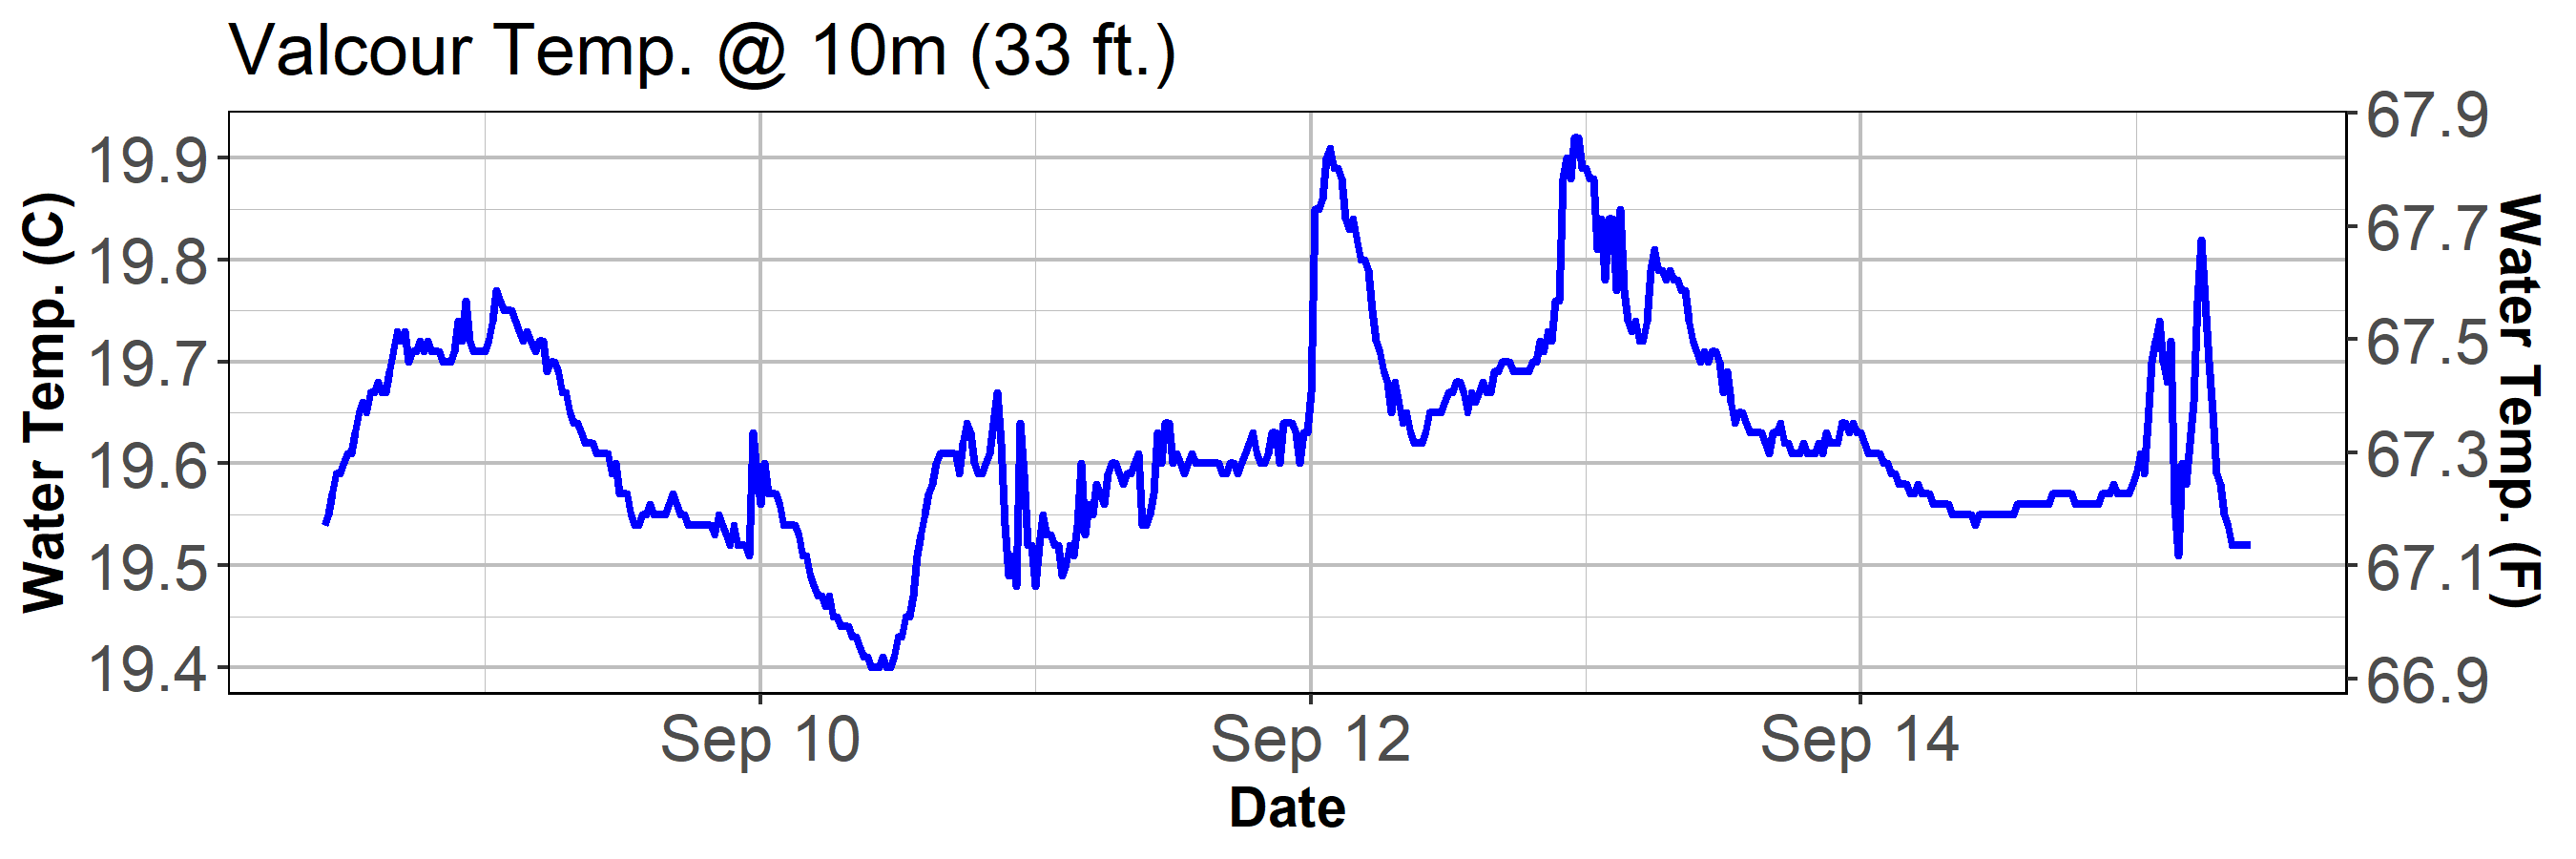 Valcour Temp. @ 10m (33 ft.)
Water Temp. (C)
19.9
19.8
19.7
19.6
19.5
19.4
67.9
67.7
67.5
67.3
67.1
66.9
Water Temp. (F)
Sep 10
Sep 12
Sep 14
Date